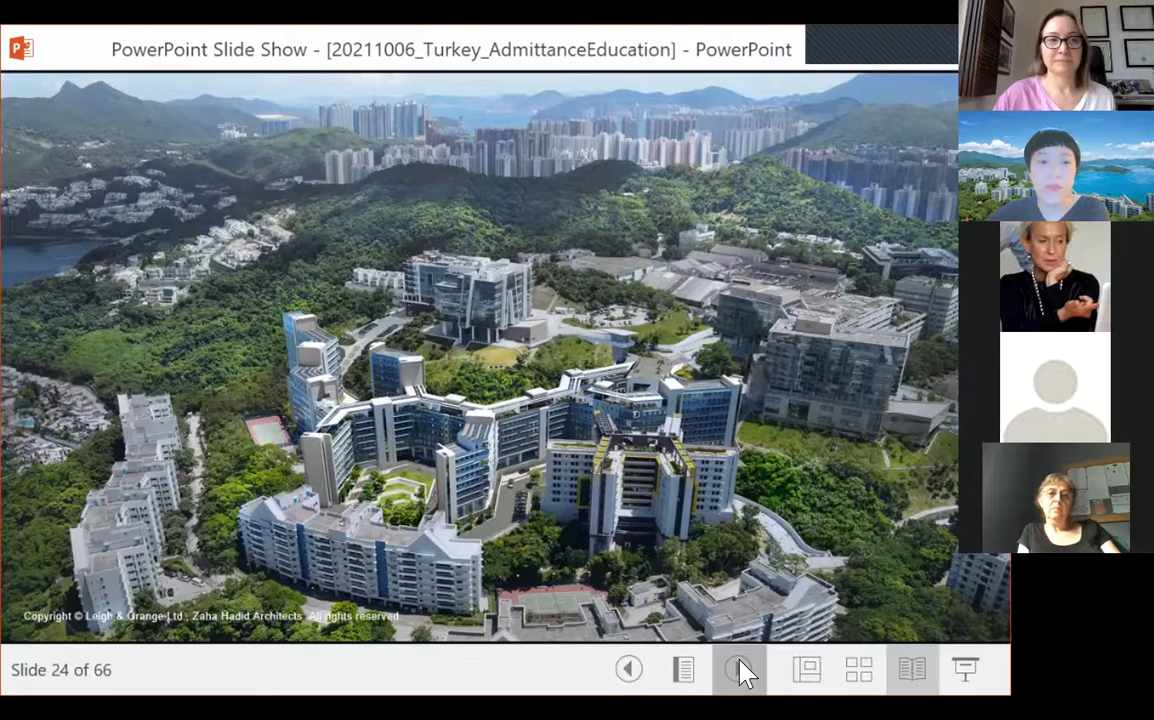 PowerPoint Slide Show - [20211006_Turkey_AdmittanceEducation] - PowerPoint
Copyright © Leigh & Orange Ltd ; Zaha Hadid Architects. All rights reserved.
Slide 24 of 66